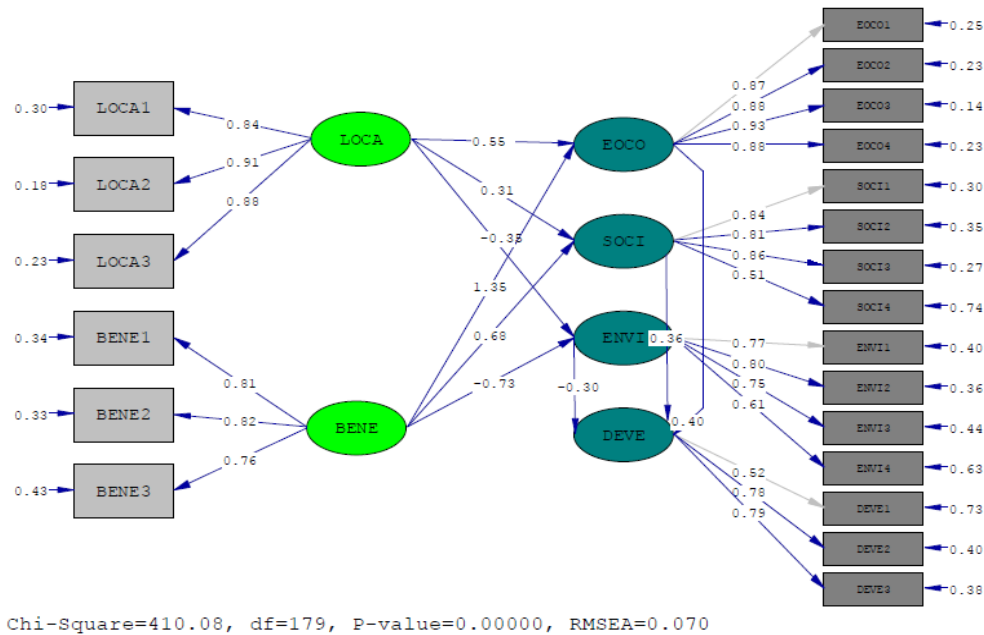 0.30 LOCA1
0.18 LOCA2
0.23 LOCA3
0.34 BENE1
0.33 BENE2
0.43 BENE3
0.84
0.91
0.88
0.81
0.82
0.76
LOCA
BENE
0.55
0.31
-0.35
1.35
0.68
-0.73
EOCO
SOCI
ENVI
DEVE
0.36
-0.30
0.40
0.87
0.88
0.93
0.88
0.84
0.81
0.86
0.51
0.77
0.80
0.75
0.61
0.52
0.78
0.79
EOCO1 0.25
EOCO2 0.23
EOCO3 0.14
EOCO4 0.23
SOCI1 0.30
SOCI2 0.35
SOCI3 0.27
SOCI4 0.74
ENVI1 0.40
ENVI2 0.36
ENVI3 0.44
ENVI4 0.63
DEVE1 0.73
DEVE2 0.40
DEVE3 0.38
Chi-Square=410.08, df=179, P-value=0.00000, RMSEA=0.070